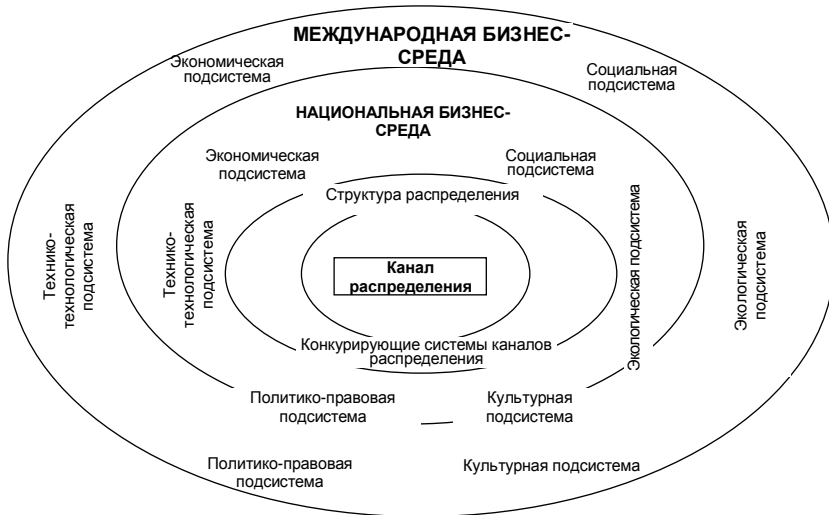 МЕЖДУНАРОДНАЯ БИЗНЕС-
СРЕДА
Экономическая
подсистема
Социальная
подсистема
НАЦИОНАЛЬНАЯ БИЗНЕС-
СРЕДА
Экономическая
подсистема
Социальная
подсистема
Структура распределения
Технико-
технологическая
подсистема
Технико-
технологическая
подсистема
Канал
распределения
Экологическая подсистема
Экологическая
подсистема
Конкурирующие системы каналов
распределения
Политико-правовая
подсистема
Культурная
подсистема
Политико-правовая
подсистема
Культурная подсистема